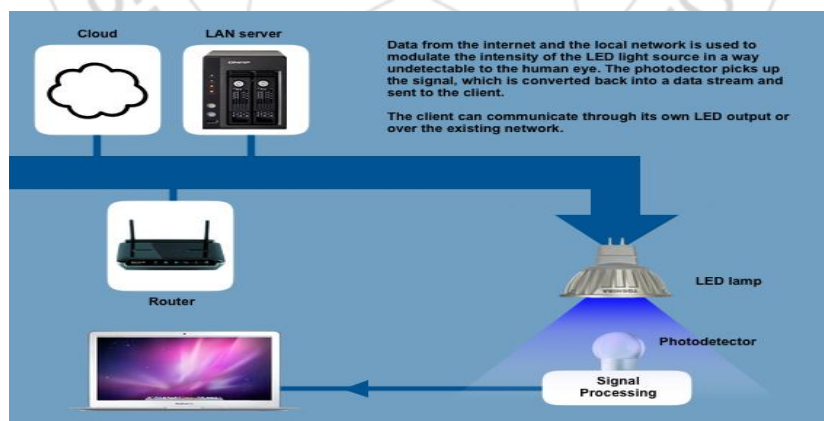 Cloud
LAN server
Data from the internet and the local network is used to
modulate the intensity of the LED light source in a way
undetectable to the human eye. The photodector picks up
the signal, which is converted back into a data stream and
sent to the client.
The client can communicate through its own LED output or
over the existing network.
QNAP
Router
LED lamp
TOSHIBA
Photodetector
Signal
Processing